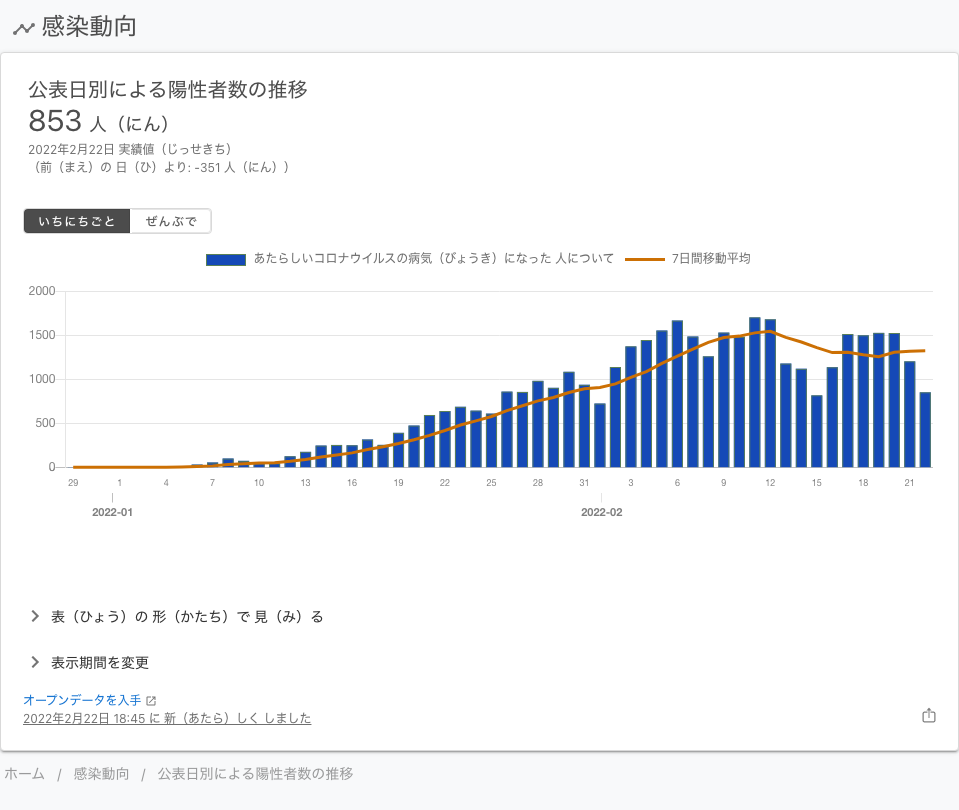 感染動向
公表日別による陽性者数の推移
853 人（にん）
2022年2月22日 実績値（じっせきち）
（前（まえ）の 日（ひ）より: -351 人（にん））
いちにちごと ぜんぶで
あたらしいコロナウイルスの病気（びょうき）になった 人について 7日間移動平均
2000
1500
1000
500
0
29 1 4 7 10 13 16 19 22 25 28 31 3 6 9 12 15 18 21
2022-01 2022-02
表（ひょう）の 形（かたち）で 見（み）る
表示期間を変更
オープンデータを入手
2022年2月22日 18:45 に 新（あたら）しく しました
ホーム / 感染動向 / 公表日別による陽性者数の推移